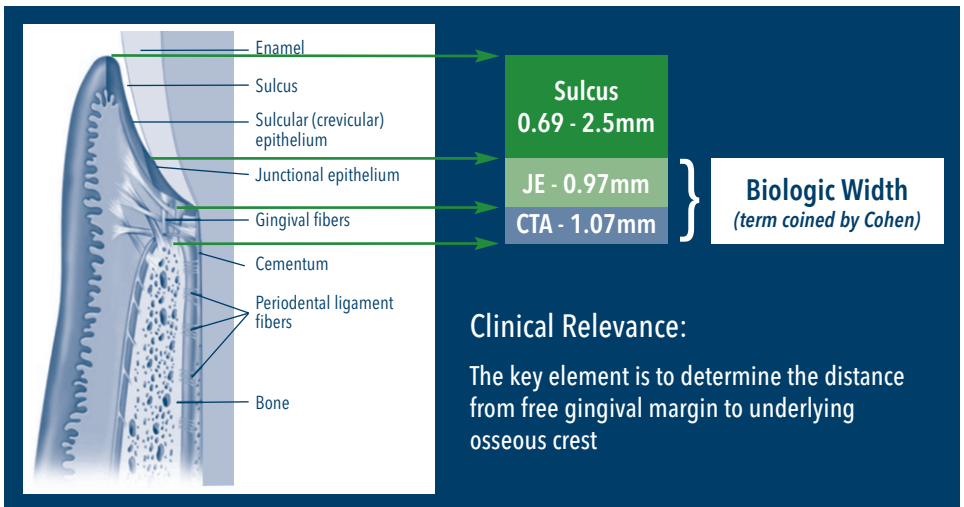 Enamel
Sulcus
Sulcular (crevicular)
epithelium
Junctional epithelium
Gingival fibers
Cementum
Periodental ligament
fibers
Bone
Sulcus
0.69 - 2.5mm
JE - 0.97mm
CTA - 1.07mm
}
Biologic Width
(term coined by Cohen)
Clinical Relevance:
The key element is to determine the distance
from free gingival margin to underlying
osseous crest